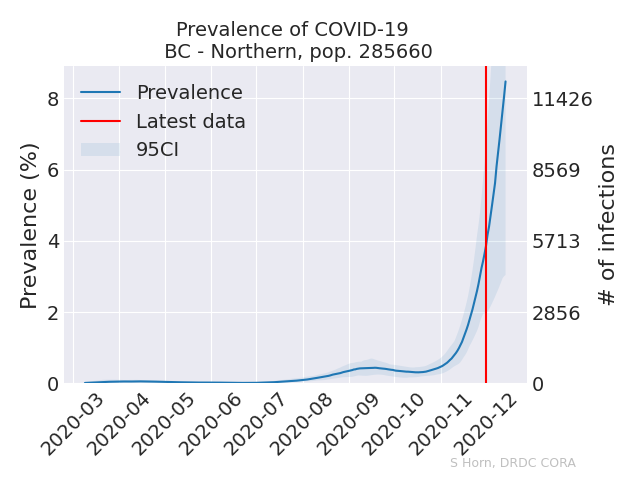 Prevalence of COVID-19
BC - Northern, pop. 285660
Prevalence
Latest data
95CI
Prevalence (%)
8
6
4
2
0
11426
8569
5713
2856
0
# of infections
2020-03
2020-04
2020-05
2020-06
2020-07
2020-08
2020-09
2020-10
2020-11
2020-12
S Horn, DRDC CORA